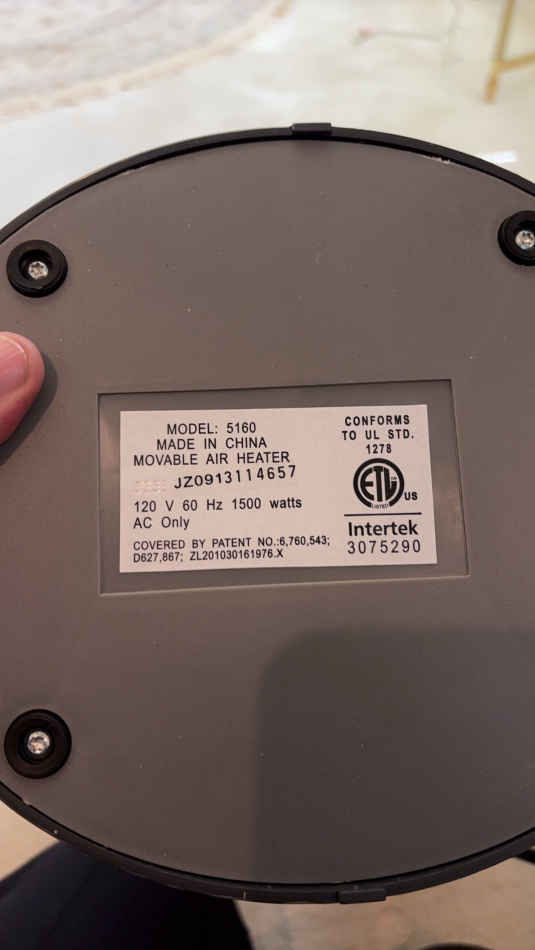 MODEL: 5160
MADE IN CHINA
MOVABLE AIR HEATER
JZ0913114657
120 V 60 Hz 1500 watts
AC Only
COVERED BY PATENT NO.:6,760,543;
D627,867; ZL201030161976.X
CONFORMS
TO UL STD.
1278
ETL
US
LISTED
Intertek
3075290